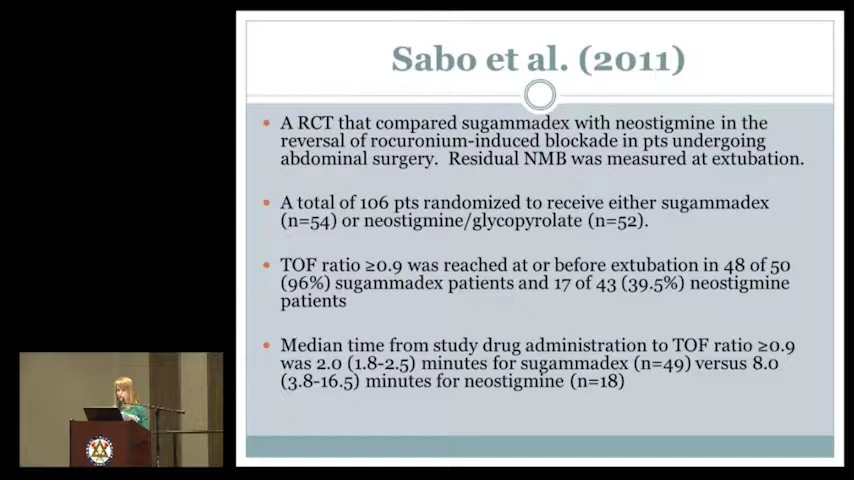 Sabo et al. (2011)
A RCT that compared sugammadex with neostigmine in the
reversal of rocuronium-induced blockade in pts undergoing
abdominal surgery. Residual NMB was measured at extubation.
A total of 106 pts randomized to receive either sugammadex
(n=54) or neostigmine/glycopyrolate (n=52).
TOF ratio ≥0.9 was reached at or before extubation in 48 of 50
(96%) sugammadex patients and 17 of 43 (39.5%) neostigmine
patients
Median time from study drug administration to TOF ratio ≥0.9
was 2.0 (1.8-2.5) minutes for sugammadex (n=49) versus 8.0
(3.8-16.5) minutes for neostigmine (n=18)